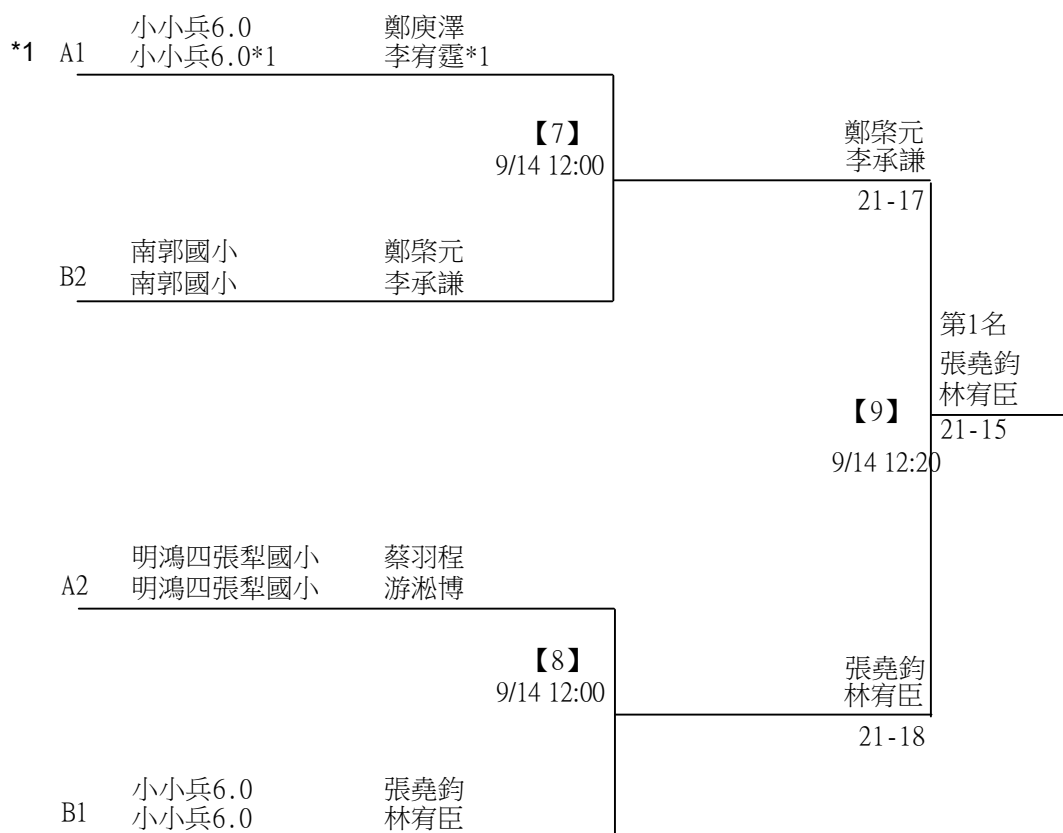 小小兵6.0 鄭庾澤
*1 A1 小小兵6.0*1 李宥霆*1
【7】
9/14 12:00
鄭棨元
李承謙
21-17
南郭國小 鄭棨元
B2 南郭國小 李承謙
第1名
張堯鈞
林宥臣
【9】
21-15
9/14 12:20
明鴻四張犁國小 蔡羽程
A2 明鴻四張犁國小 游淞博
【8】
9/14 12:00
張堯鈞
林宥臣
21-18
小小兵6.0 張堯鈞
B1 小小兵6.0 林宥臣